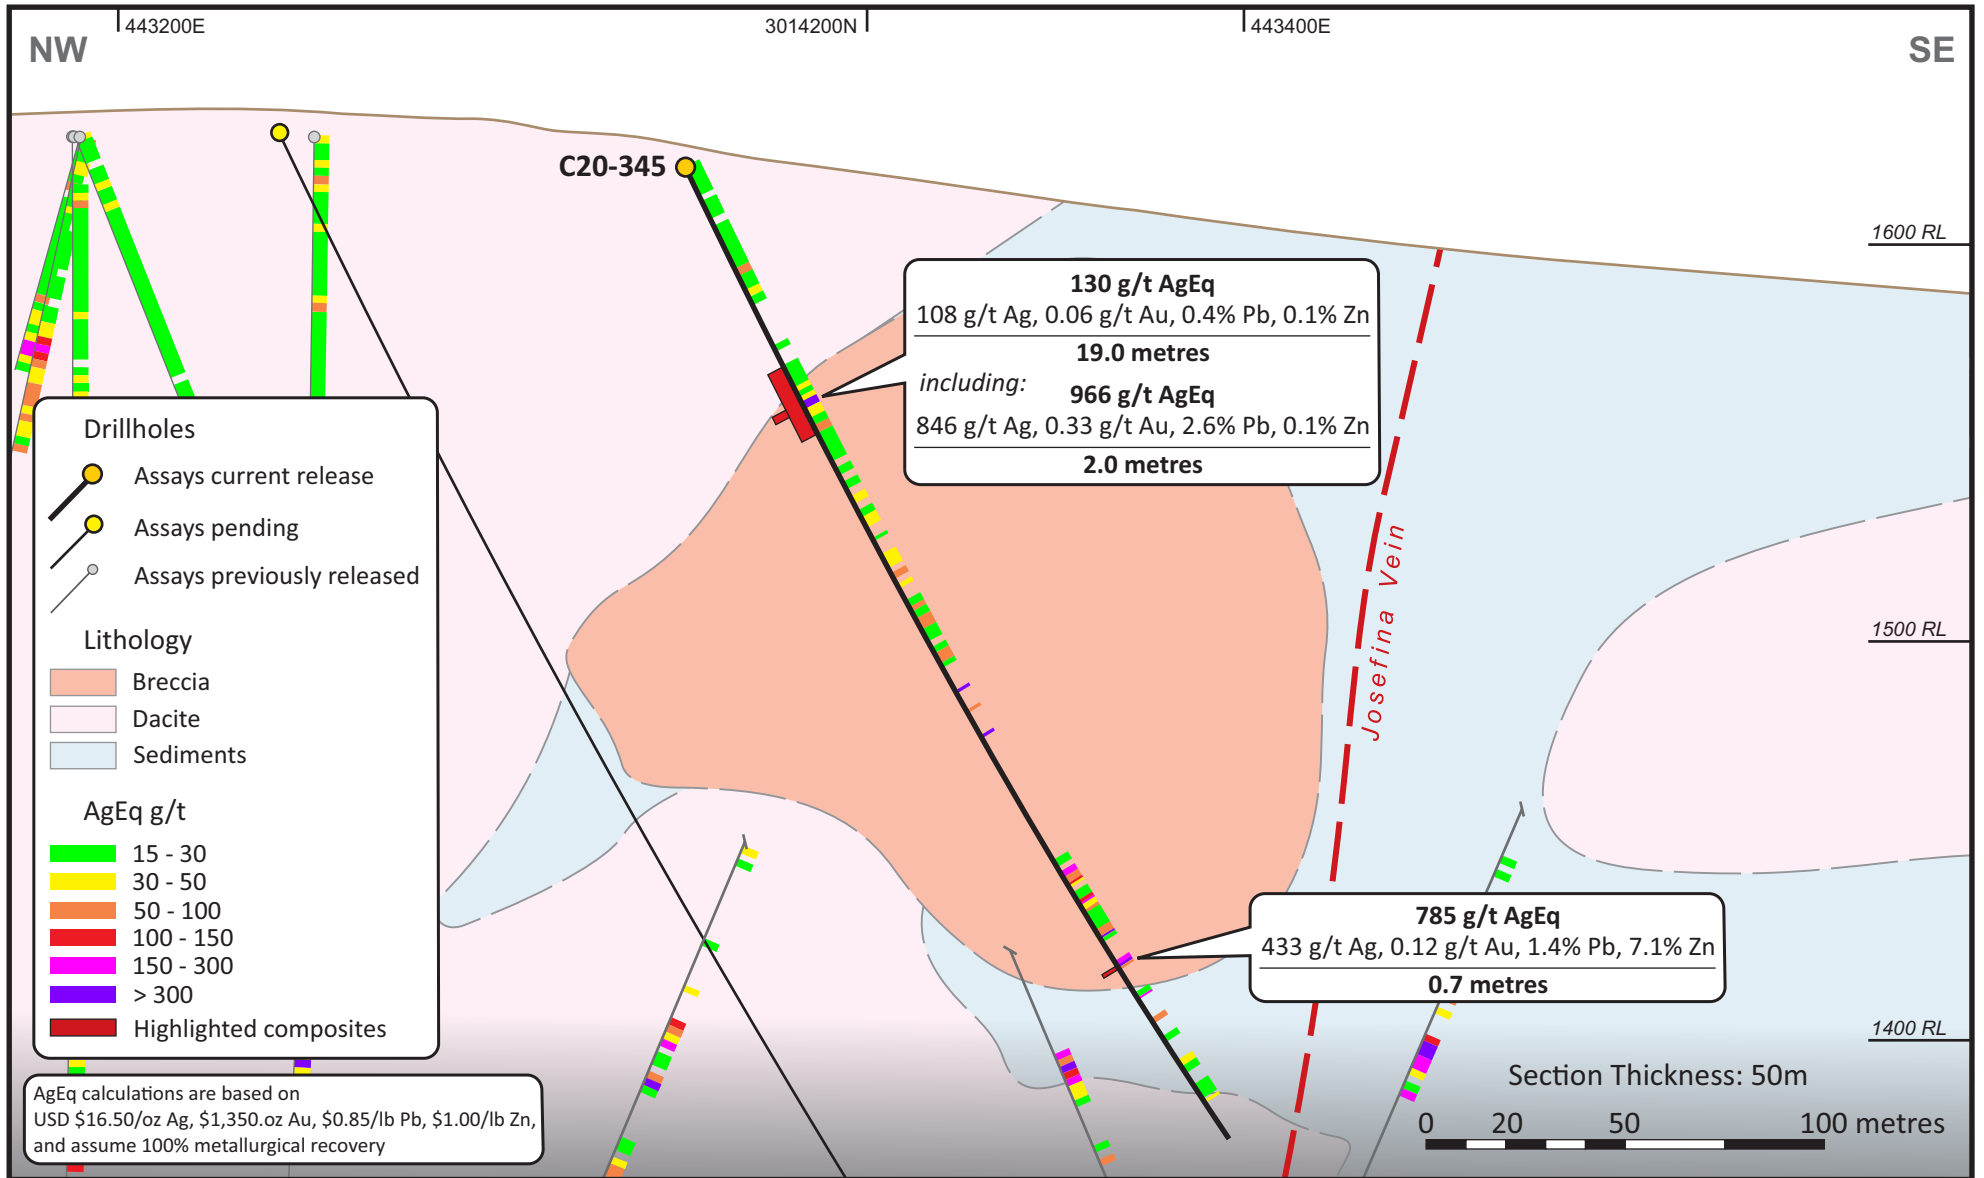 443200E
3014200N
443400E
NW
SE
C20-345
1600 RL
130 g/t AgEq
108 g/t Ag, 0.06 g/t Au, 0.4% Pb, 0.1% Zn
19.0 metres
including:
966 g/t AgEq
846 g/t Ag, 0.33 g/t Au, 2.6% Pb, 0.1% Zn
2.0 metres
Josefina Vein
1500 RL
Drillholes
Assays current release
Assays pending
Assays previously released
Lithology
Breccia
Dacite
Sediments
AgEq g/t
15 - 30
30 - 50
50 - 100
100 - 150
150 - 300
> 300
Highlighted composites
785 g/t AgEq
433 g/t Ag, 0.12 g/t Au, 1.4% Pb, 7.1% Zn
0.7 metres
1400 RL
AgEq calculations are based on
USD $16.50/oz Ag, $1,350.oz Au, $0.85/lb Pb, $1.00/lb Zn,
and assume 100% metallurgical recovery
Section Thickness: 50m
0 20 50 100 metres